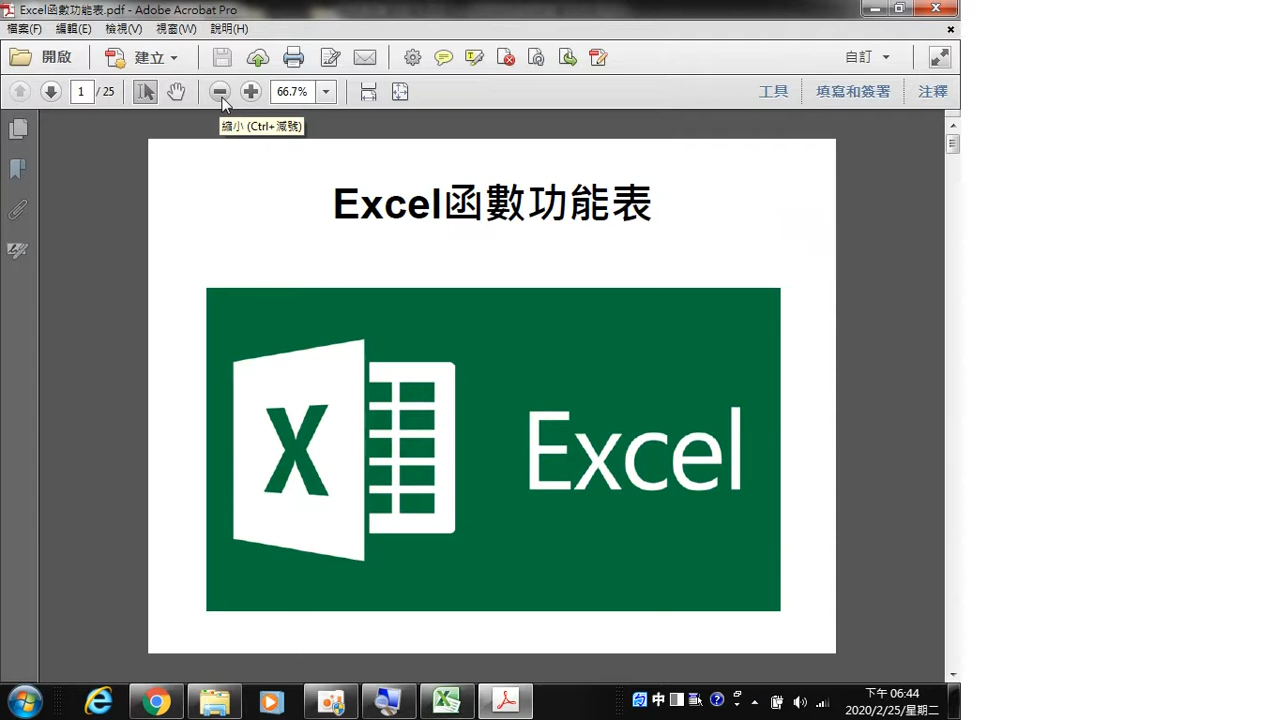 Excel函數功能表.pdf - Adobe Acrobat Pro
檔案(F) 編輯(E) 檢視(V) 視窗(W) 說明(H)
開啟 建立 自訂
1 / 25 66.7% 工具 填寫和簽署 注釋
縮小 (Ctrl+減號)
Excel函數功能表
X
Excel
中
下午 06:44
2020/2/25/星期二